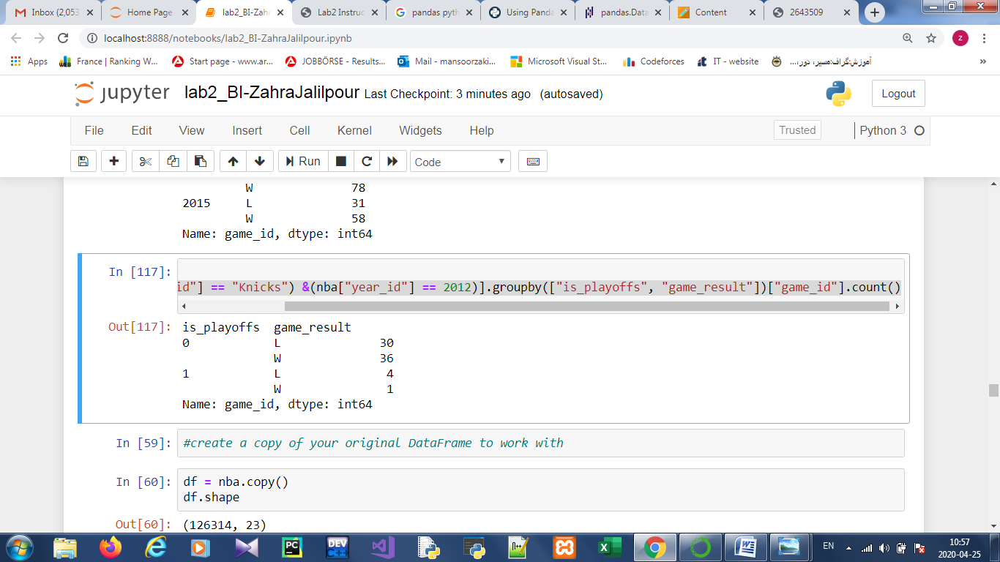 Inbox (2,053
Home Page
lab2_BI-Zahr
Lab2 Instruc
pandas pyth
Using Panda
pandas.Data
Content
2643509
localhost:8888/notebooks/lab2_BI-ZahraJalilpour.ipynb
z
Apps
France | Ranking W...
Start page - www.ar...
JOBBÖRSE - Results...
Mail - mansoorzaki...
Microsoft Visual St...
Codeforces
IT - website
آموزش:گراف:مسیر، دور،...
»
jupyter lab2_BI-ZahraJalilpour Last Checkpoint: 3 minutes ago (autosaved)
Logout
File Edit View Insert Cell Kernel Widgets Help
Trusted
Python 3
Run
Code
W 78
2015 L 31
W 58
Name: game_id, dtype: int64
In [117]:
id"] == "Knicks") &(nba["year_id"] == 2012)].groupby(["is_playoffs", "game_result"])["game_id"].count()
Out[117]: is_playoffs game_result
0 L 30
W 36
1 L 4
W 1
Name: game_id, dtype: int64
In [59]: #create a copy of your original DataFrame to work with
In [60]: df = nba.copy()
df.shape
Out[60]: (126314, 23)
PC
DEV C++
EN
10:57
2020-04-25